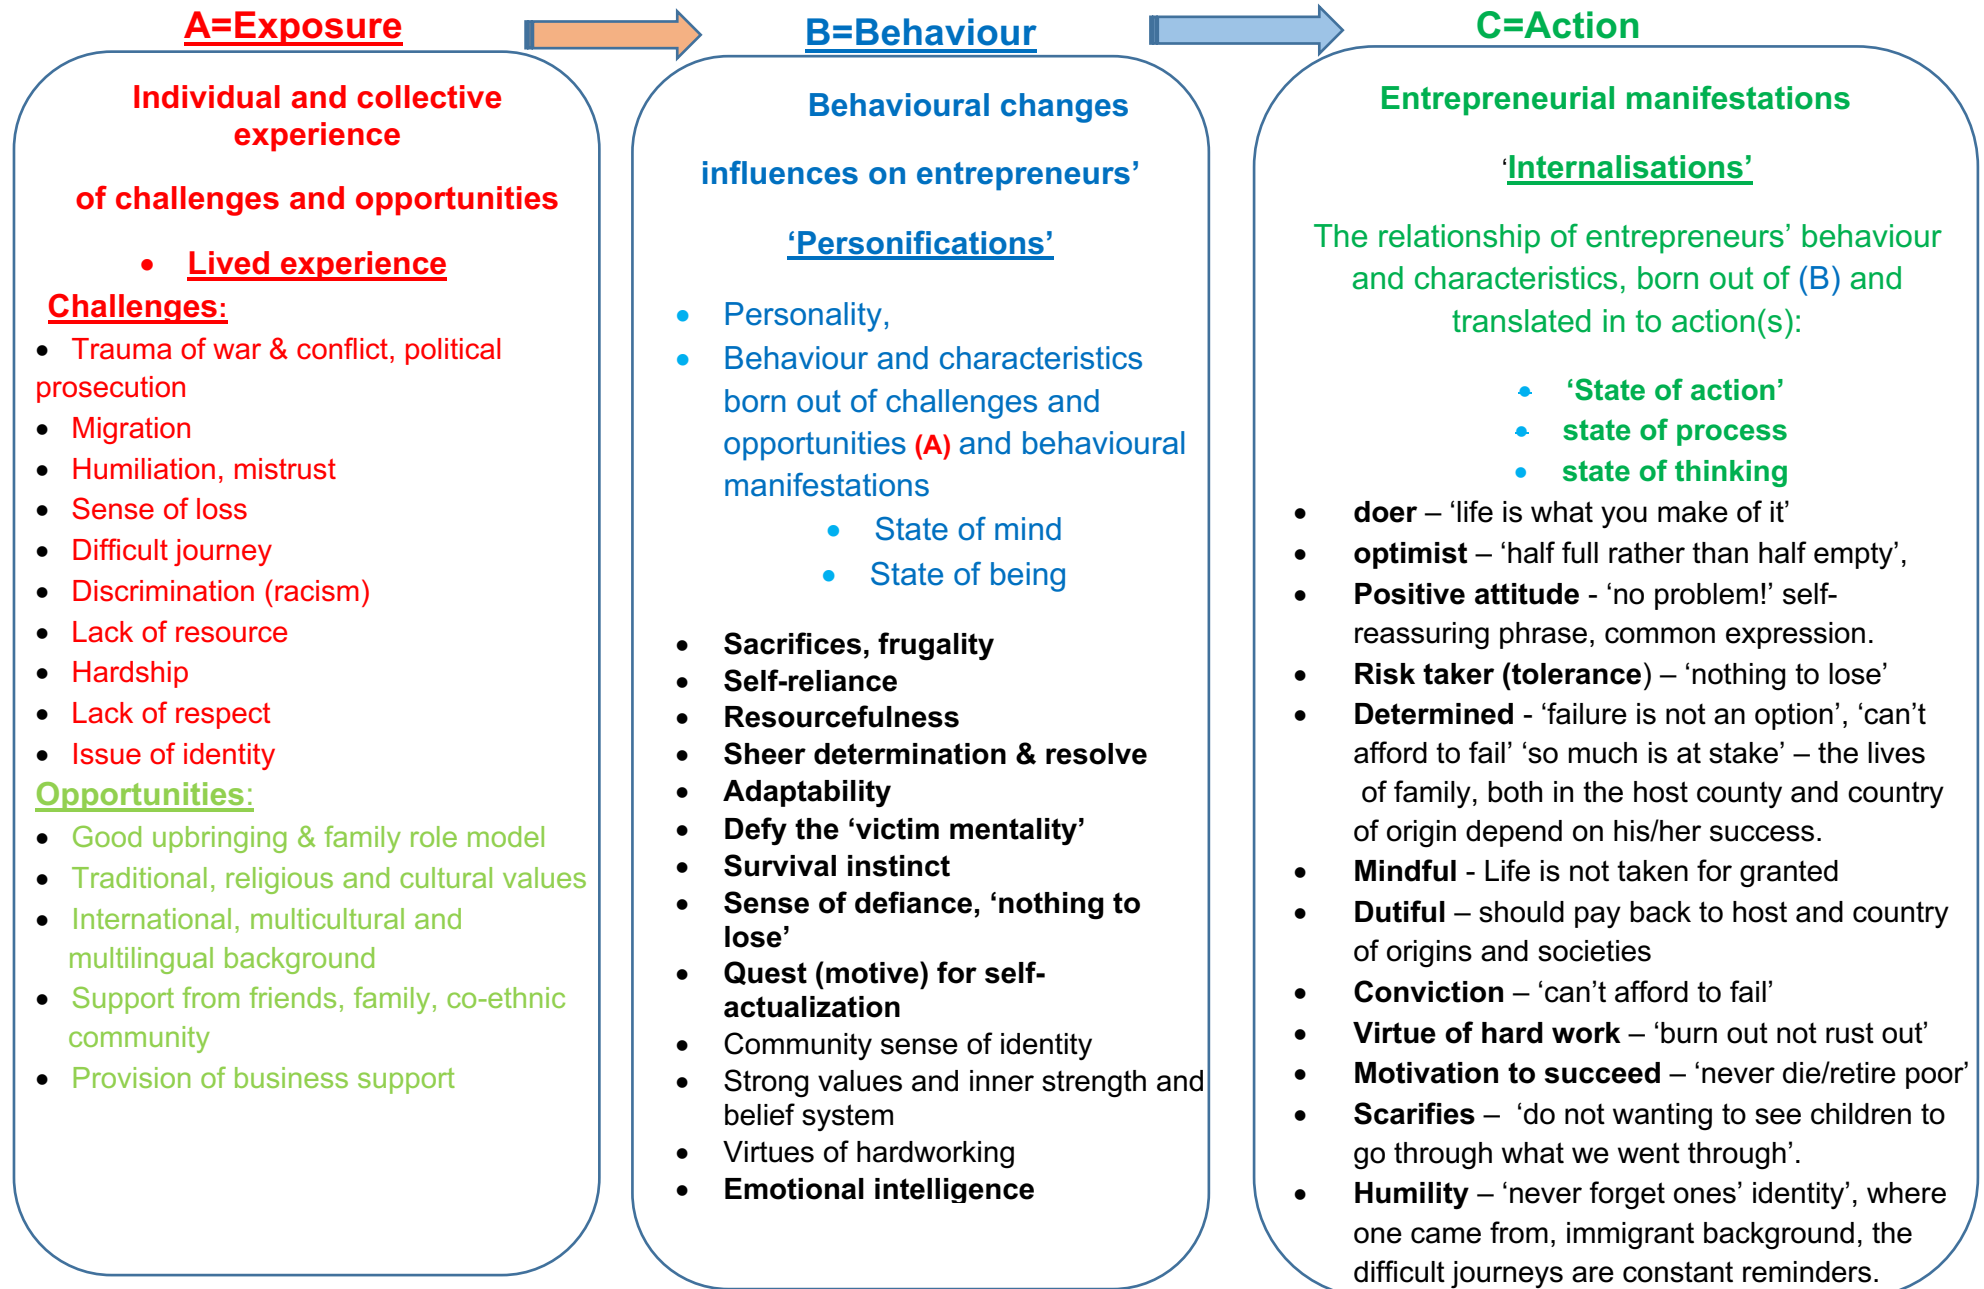 A=Exposure
Individual and collective
experience
of challenges and opportunities
• Lived experience
Challenges:
• Trauma of war & conflict, political
prosecution
• Migration
• Humiliation, mistrust
• Sense of loss
• Difficult journey
• Discrimination (racism)
• Lack of resource
• Hardship
• Lack of respect
• Issue of identity
Opportunities:
• Good upbringing & family role model
• Traditional, religious and cultural values
• International, multicultural and
multilingual background
• Support from friends, family, co-ethnic
community
• Provision of business support
B=Behaviour
Behavioural changes
influences on entrepreneurs’
‘Personifications’
• Personality,
• Behaviour and characteristics
born out of challenges and
opportunities (A) and behavioural
manifestations
• State of mind
• State of being
• Sacrifices, frugality
• Self-reliance
• Resourcefulness
• Sheer determination & resolve
• Adaptability
• Defy the ‘victim mentality’
• Survival instinct
• Sense of defiance, ‘nothing to
lose’
• Quest (motive) for self-
actualization
• Community sense of identity
• Strong values and inner strength and
belief system
• Virtues of hardworking
• Emotional intelligence
C=Action
Entrepreneurial manifestations
‘Internalisations’
The relationship of entrepreneurs’ behaviour
and characteristics, born out of (B) and
translated in to action(s):
• ‘State of action’
• state of process
• state of thinking
• doer – ‘life is what you make of it’
• optimist – ‘half full rather than half empty’,
• Positive attitude - ‘no problem!’ self-
reassuring phrase, common expression.
• Risk taker (tolerance) – ‘nothing to lose’
• Determined - ‘failure is not an option’, ‘can’t
afford to fail’ ‘so much is at stake’ – the lives
of family, both in the host county and country
of origin depend on his/her success.
• Mindful - Life is not taken for granted
• Dutiful – should pay back to host and country
of origins and societies
• Conviction – ‘can’t afford to fail’
• Virtue of hard work – ‘burn out not rust out’
• Motivation to succeed – ‘never die/retire poor’
• Scarifies – ‘do not wanting to see children to
go through what we went through’.
• Humility – ‘never forget ones’ identity’, where
one came from, immigrant background, the
difficult journeys are constant reminders.